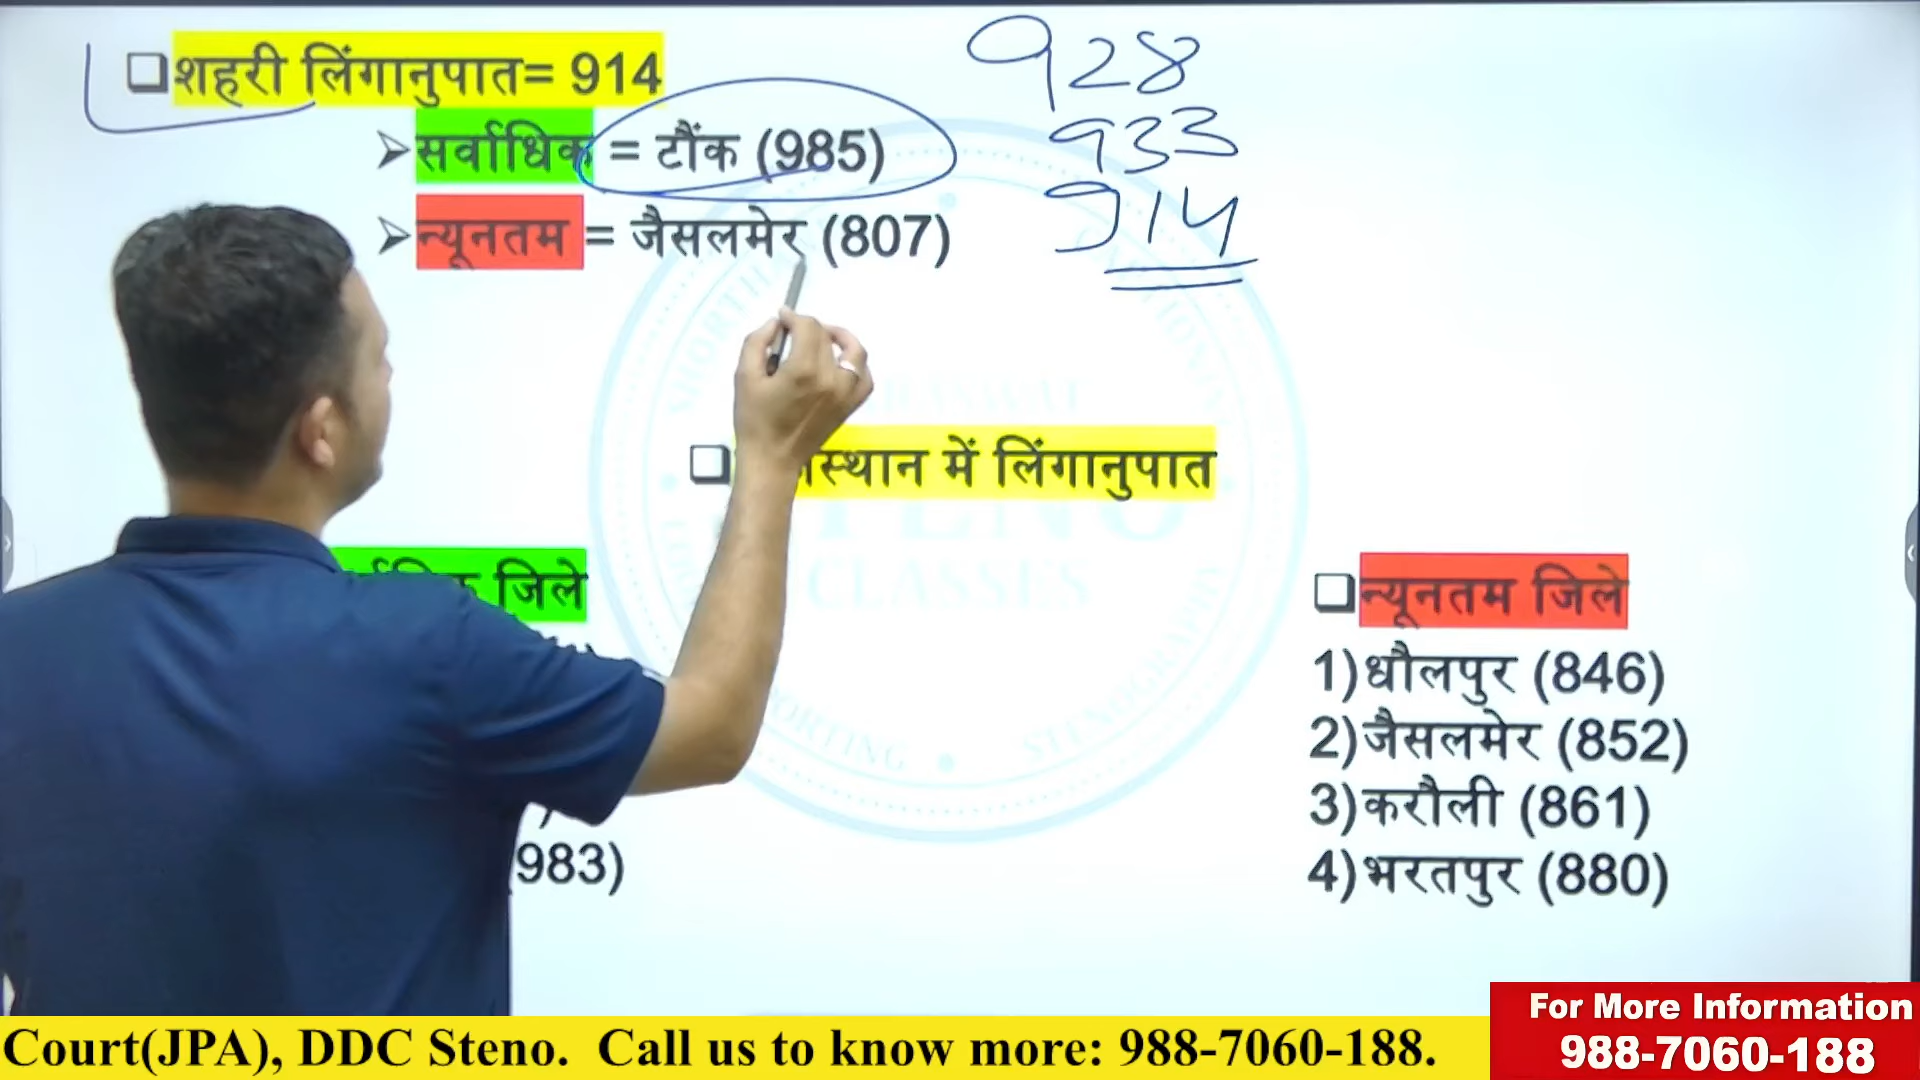 ❑शहरी लिंगानुपात= 914
➢सर्वाधिक = टौंक (985)
➢न्यूनतम = जैसलमेर (807)
928
933
914
में लिंगानुपात
जिले
983)
❑न्यूनतम जिले
1)धौलपुर (846)
2)जैसलमेर (852)
3)करौली (861)
4)भरतपुर (880)
CLASSES
Court(JPA), DDC Steno. Call us to know more: 988-7060-188.
For More Information
988-7060-188